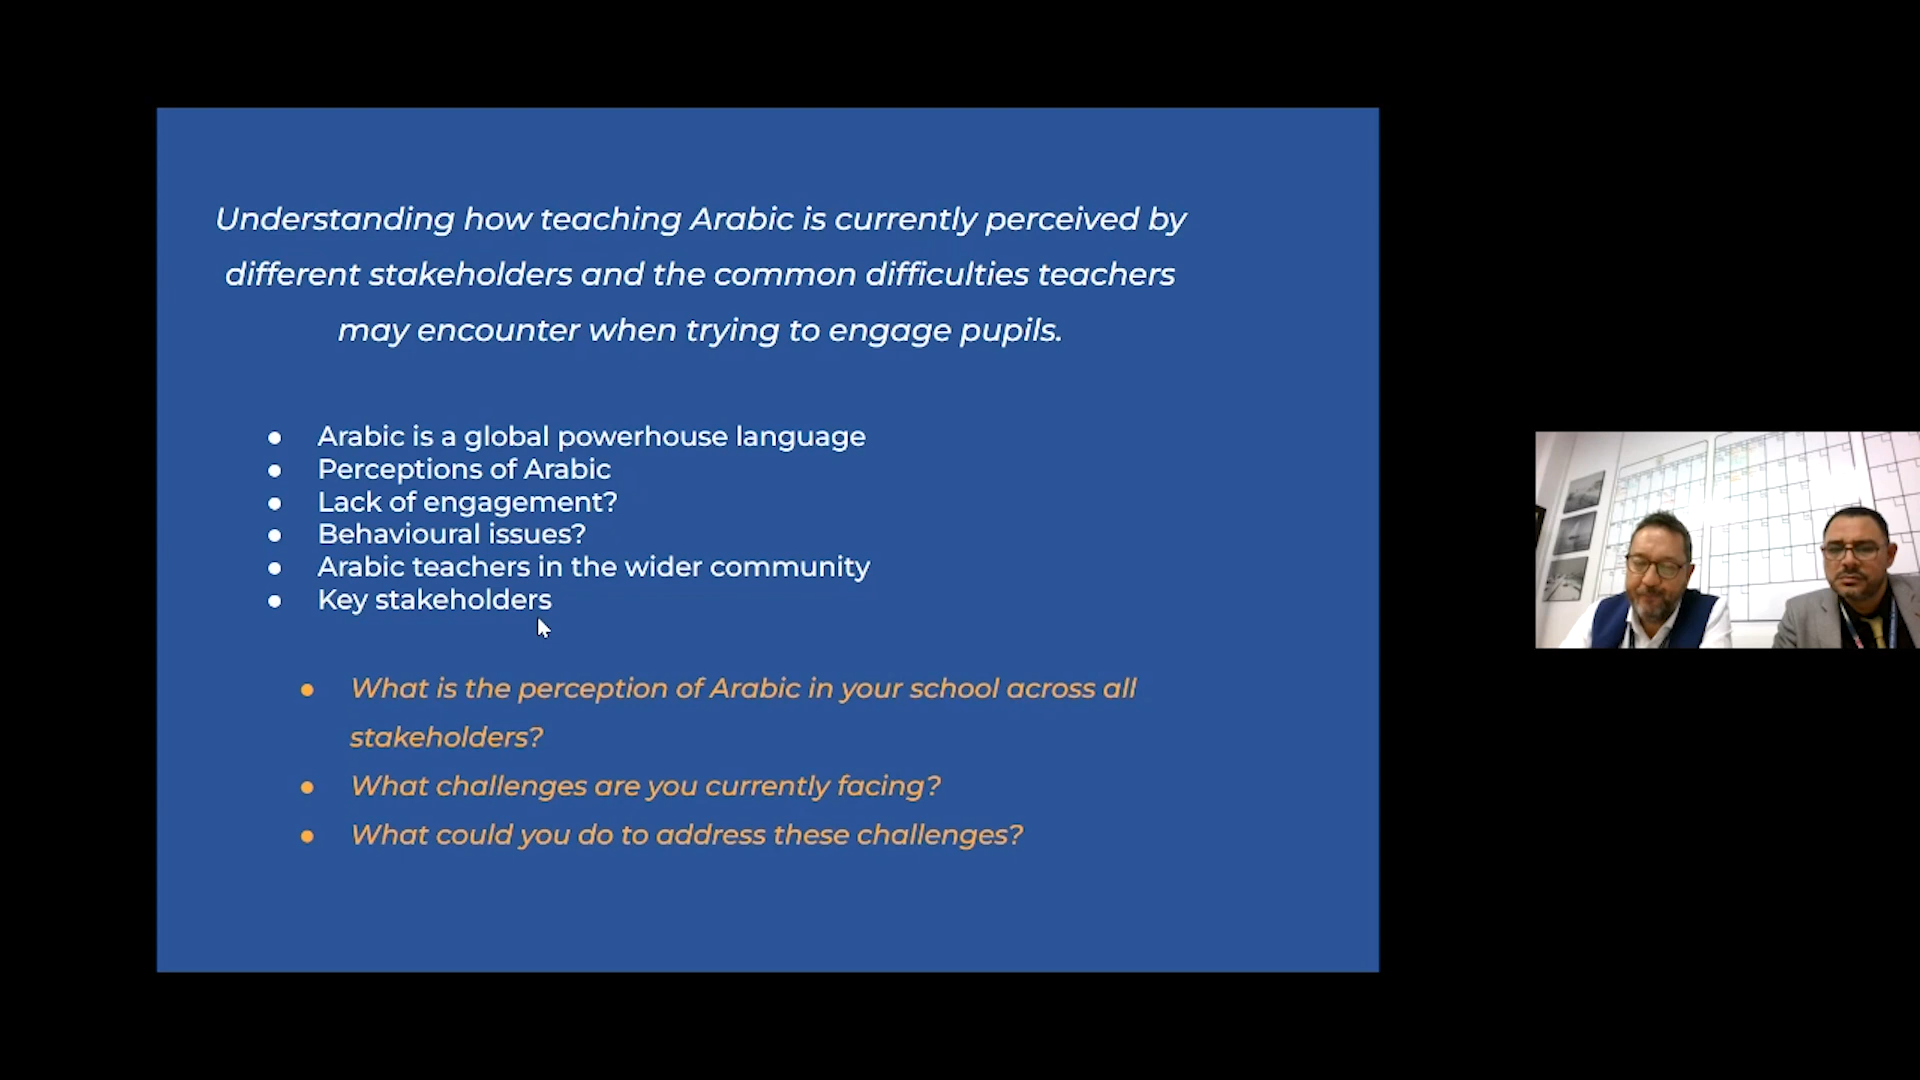 Understanding how teaching Arabic is currently perceived by
different stakeholders and the common difficulties teachers
may encounter when trying to engage pupils.
● Arabic is a global powerhouse language
● Perceptions of Arabic
● Lack of engagement?
● Behavioural issues?
● Arabic teachers in the wider community
● Key stakeholders
● What is the perception of Arabic in your school across all
stakeholders?
● What challenges are you currently facing?
● What could you do to address these challenges?